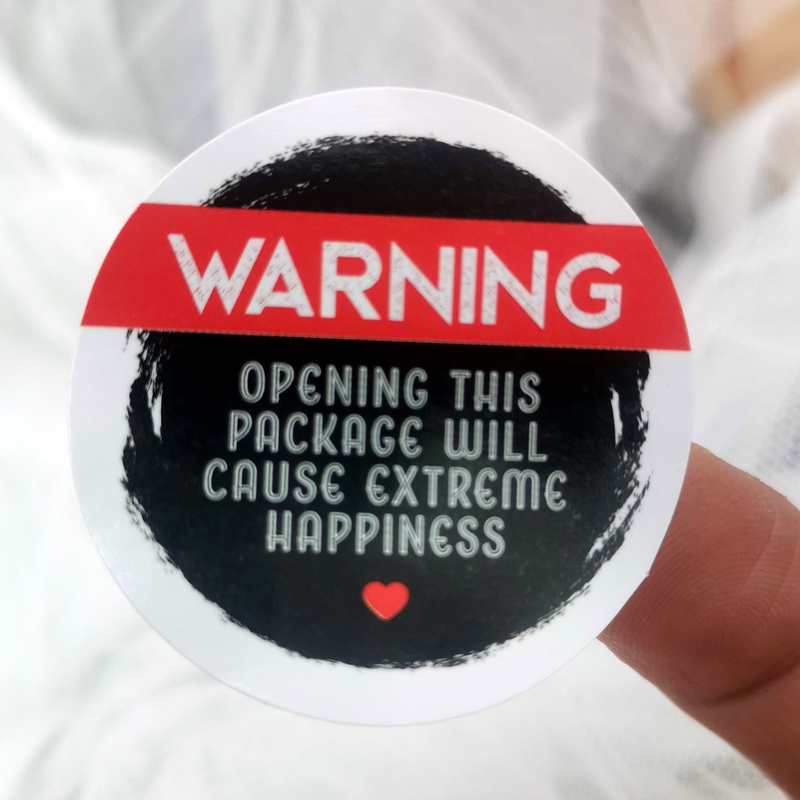 WARNING
OPENING THIS
PACKAGE WILL
CAUSE EXTREME
HAPPINESS